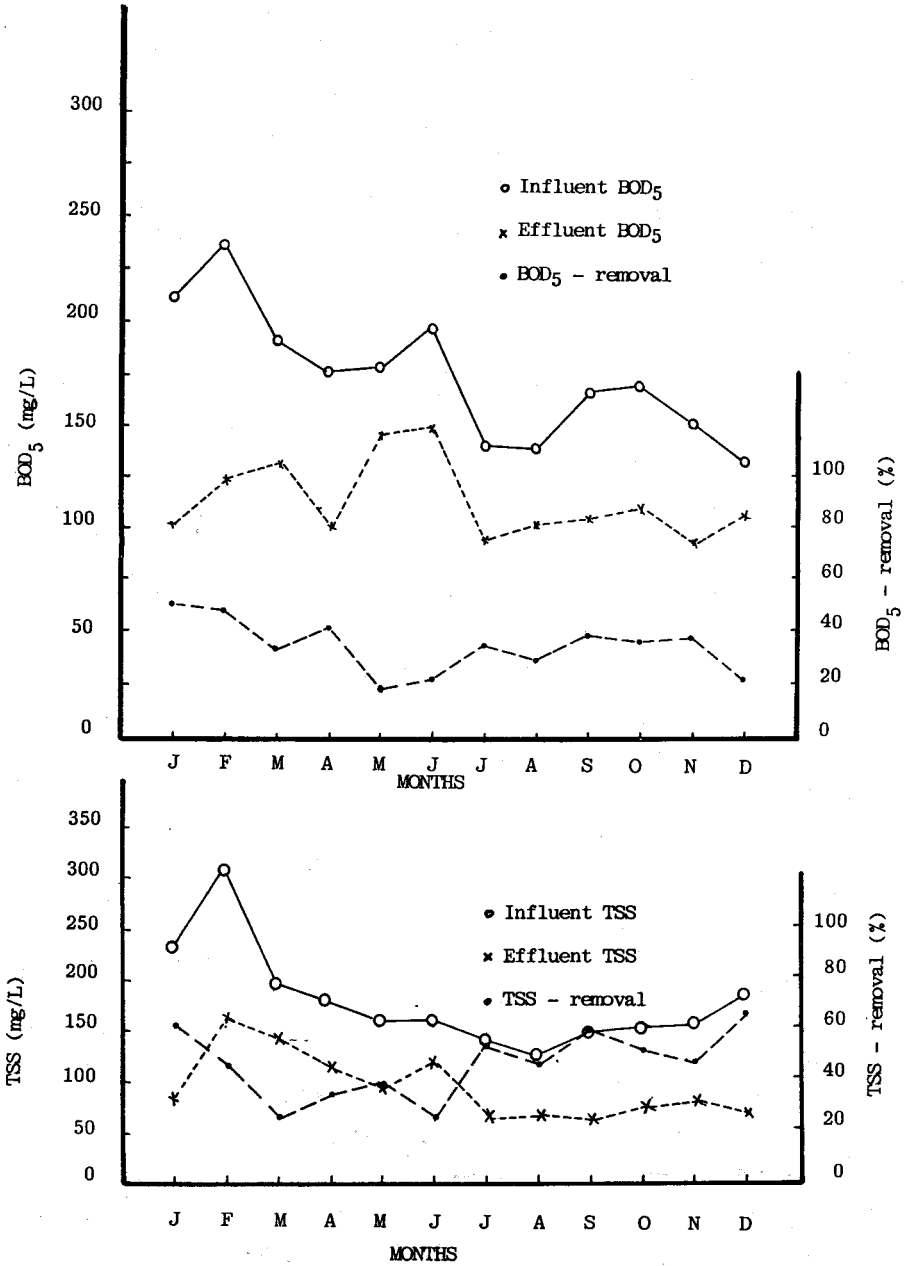 300
250
200
150
100
50
0
BOD5 (mg/L)
Influent BOD5
Effluent BOD5
BOD5 - removal
100
80
60
40
20
0
BOD5 - removal (%)
J F M A M J J A S O N D
MONTHS
350
300
250
200
150
100
50
0
TSS (mg/L)
Influent TSS
Effluent TSS
TSS - removal
100
80
60
40
20
0
TSS - removal (%)
J F M A M J J A S O N D
MONTHS